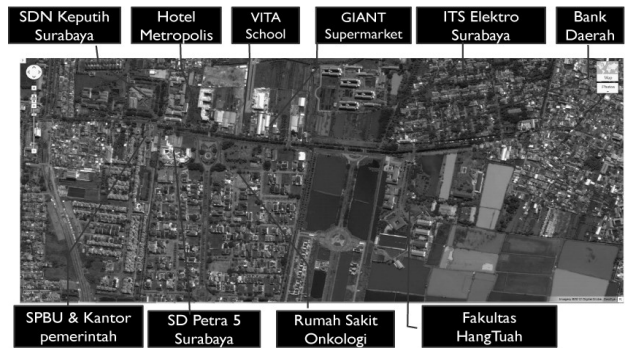 SDN Keputih
Surabaya
Hotel
Metropolis
VITA
School
GIANT
Supermarket
ITS Elektro
Surabaya
Bank
Daerah
SPBU & Kantor
pemerintah
SD Petra 5
Surabaya
Rumah Sakit
Onkologi
Fakultas
HangTuah